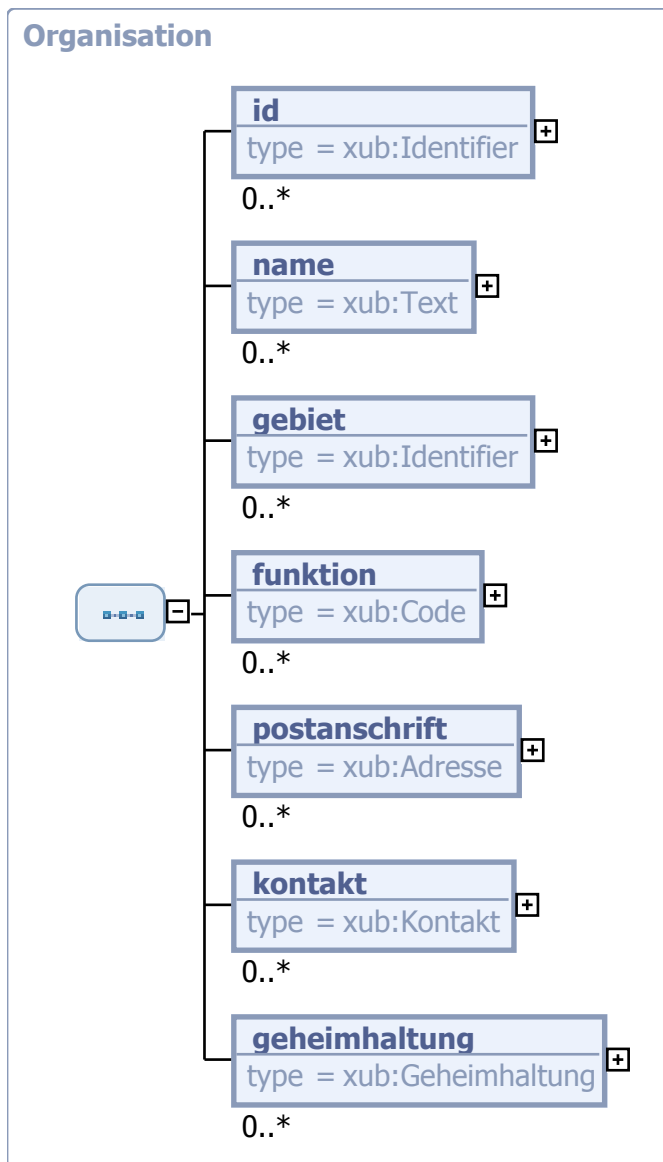 Organisation
id
type = xub:Identifier
0..*
name
type = xub:Text
0..*
gebiet
type = xub:Identifier
0..*
funktion
type = xub:Code
0..*
postanschrift
type = xub:Adresse
0..*
kontakt
type = xub:Kontakt
0..*
geheimhaltung
type = xub:Geheimhaltung
0..*